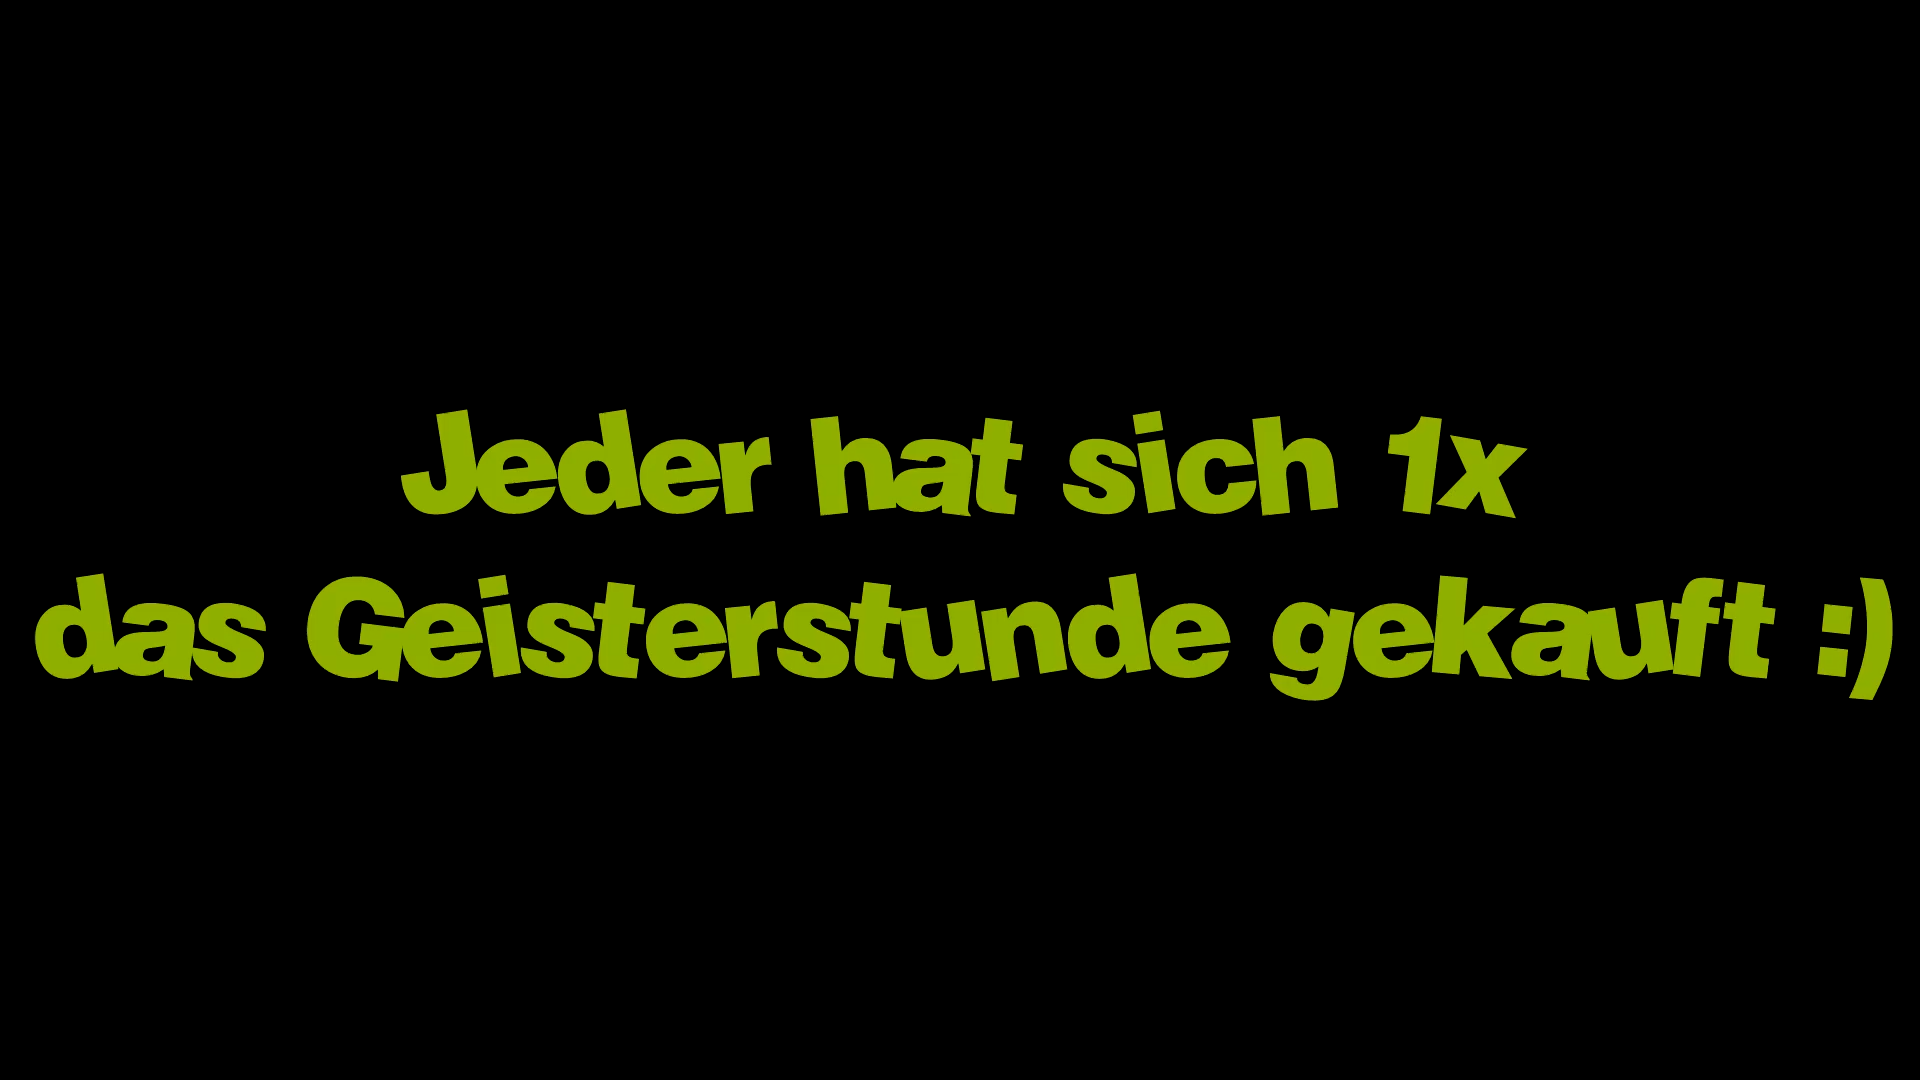 Jeder hat sich 1x
das Geisterstunde gekauft :)